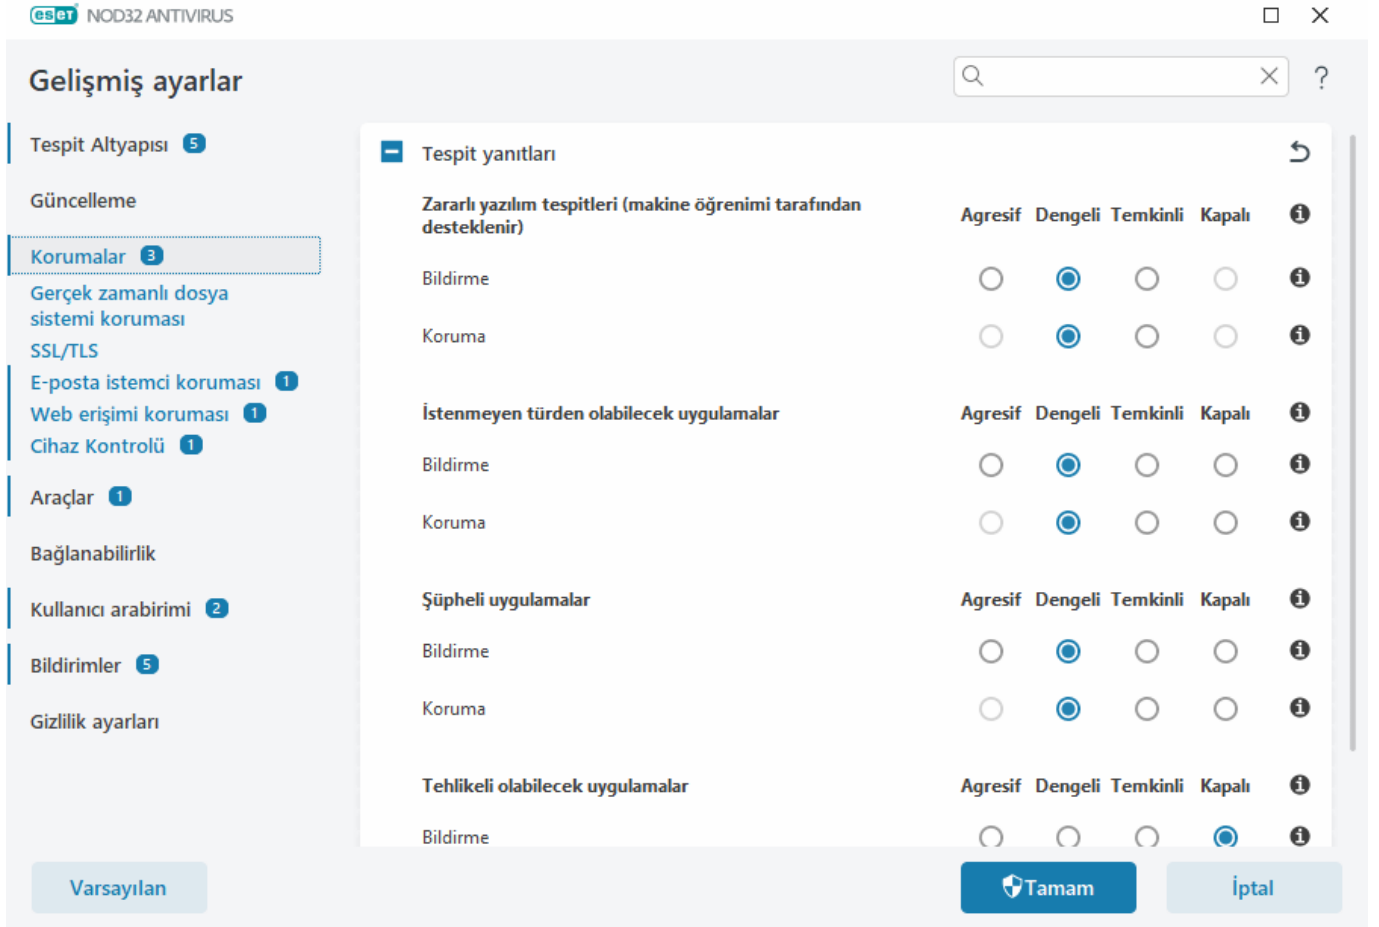 eset NOD32 ANTIVIRUS
Gelişmiş ayarlar
?
Tespit Altyapısı 5
Güncelleme
Korumalar 3
Gerçek zamanlı dosya
sistemi koruması
SSL/TLS
E-posta istemci koruması 1
Web erişimi koruması 1
Cihaz Kontrolü 1
Araçlar 1
Bağlanabilirlik
Kullanıcı arabirimi 2
Bildirimler 5
Gizlilik ayarları
Tespit yanıtları
Zararlı yazılım tespitleri (makine öğrenimi tarafından
desteklenir)
Agresif Dengeli Temkinli Kapalı
Bildirme
Koruma
İstenmeyen türden olabilecek uygulamalar Agresif Dengeli Temkinli Kapalı
Bildirme
Koruma
Şüpheli uygulamalar Agresif Dengeli Temkinli Kapalı
Bildirme
Koruma
Tehlikeli olabilecek uygulamalar Agresif Dengeli Temkinli Kapalı
Bildirme
Varsayılan
Tamam
İptal